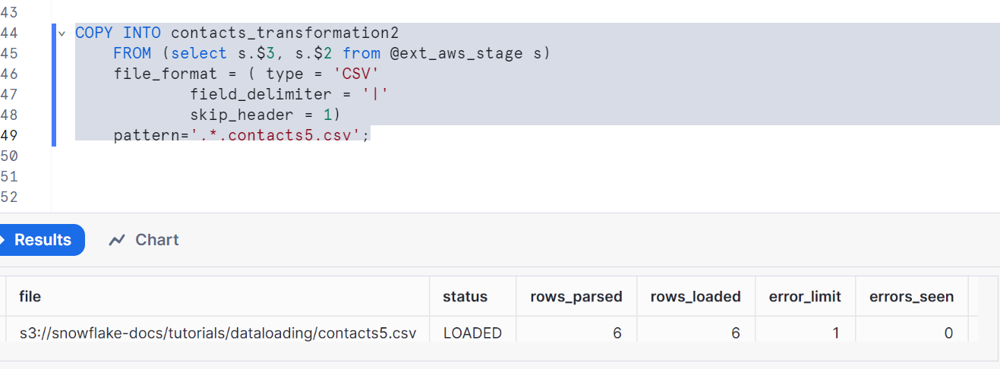 43
44 COPY INTO contacts_transformation2
45 FROM (select s.$3, s.$2 from @ext_aws_stage s)
46 file_format = ( type = 'CSV'
47 field_delimiter = '|'
48 skip_header = 1)
49 pattern='.*.contacts5.csv';
50
51
52
Results Chart
file status rows_parsed rows_loaded error_limit errors_seen
s3://snowflake-docs/tutorials/dataloading/contacts5.csv LOADED 6 6 1 0